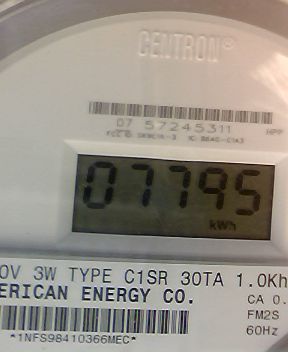 CENTRON®
07 57245311 HPP
07795
kWh
0V 3W TYPE C1SR 30TA 1.0Kh
ERICAN ENERGY CO.
CA 0.
FM2S
60Hz
*1NFS98410366MEC*